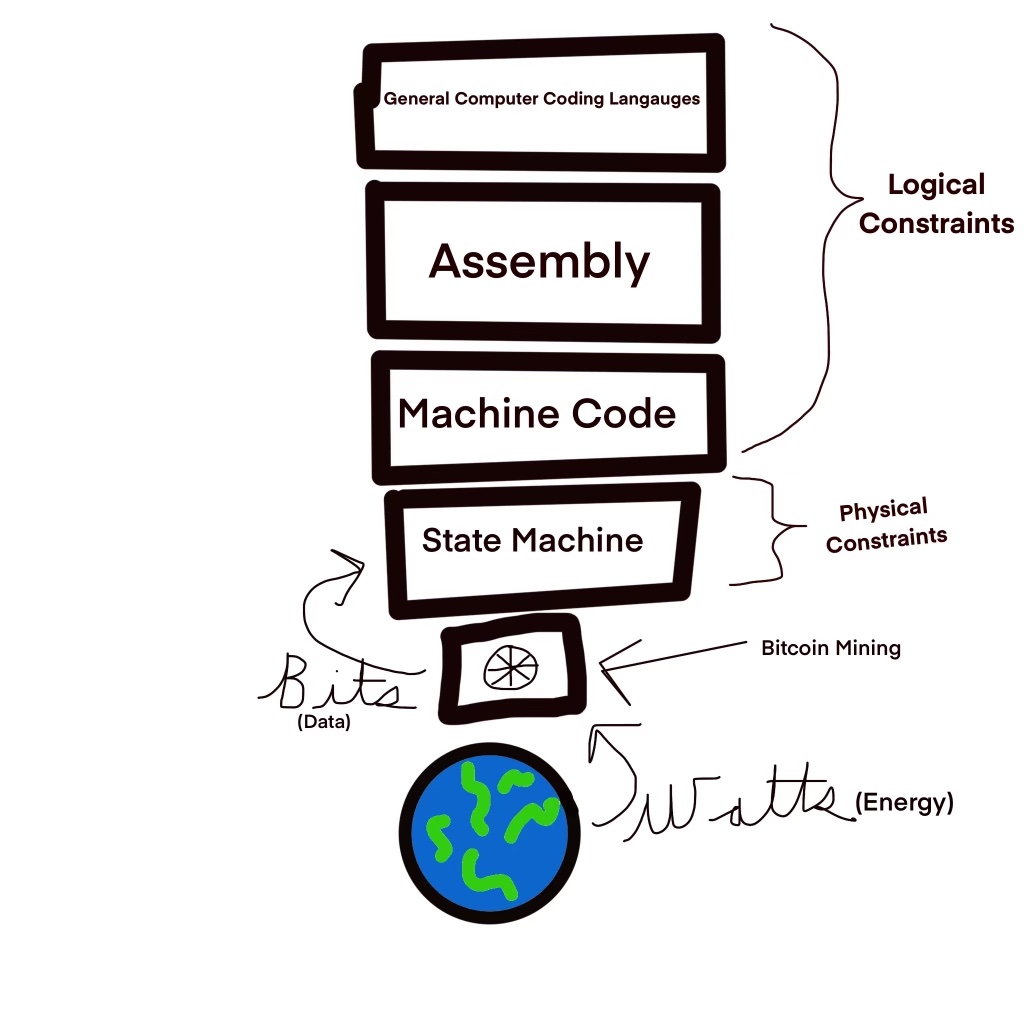 General Computer Coding Langauges
Logical
Constraints
Assembly
Machine Code
Physical
Constraints
State Machine
Bitcoin Mining
Bits
(Data)
Watts (Energy)